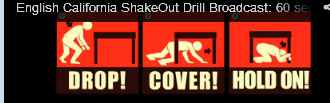 English California ShakeOut Drill Broadcast: 60 se
DROP! COVER! HOLD ON!